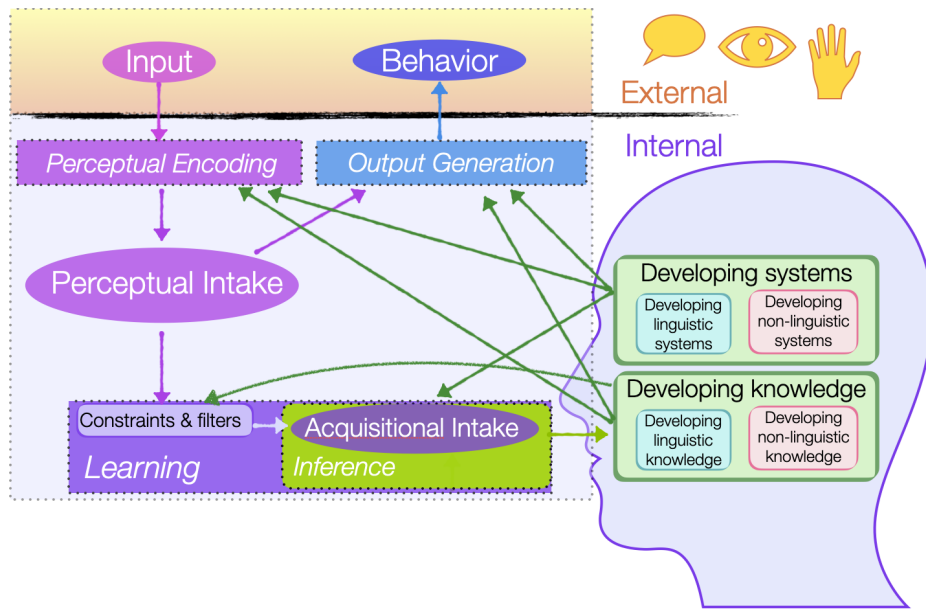 Input
Behavior
External
Internal
Perceptual Encoding
Output Generation
Perceptual Intake
Developing systems
Developing
linguistic
systems
Developing
non-linguistic
systems
Developing knowledge
Developing
linguistic
knowledge
Developing
non-linguistic
knowledge
Constraints & filters
Acquisitional Intake
Learning
Inference